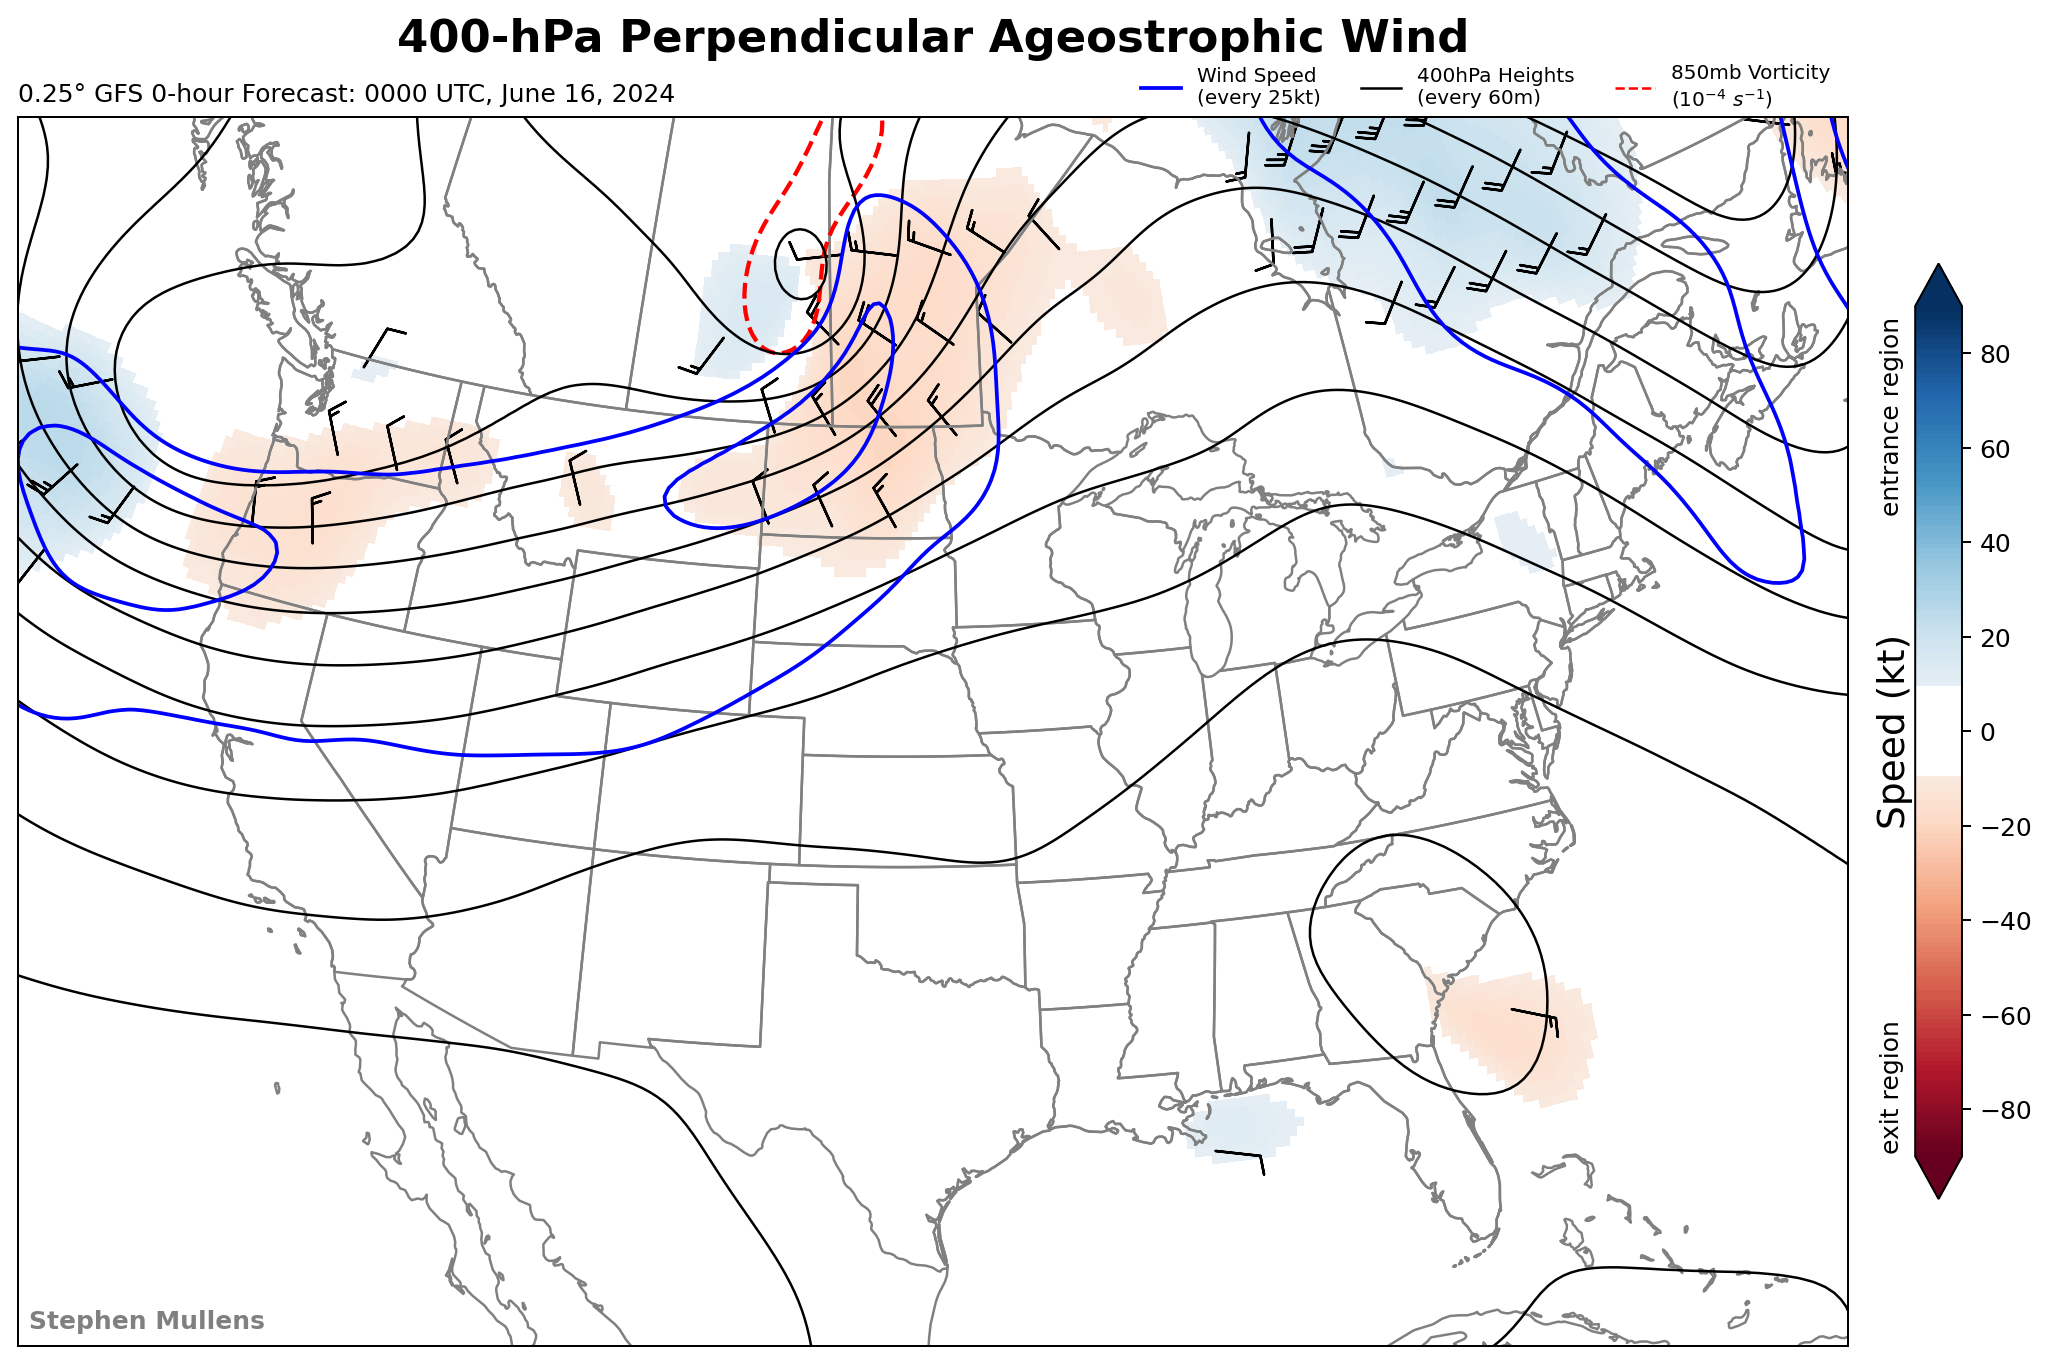 400-hPa Perpendicular Ageostrophic Wind
0.25° GFS 0-hour Forecast: 0000 UTC, June 16, 2024
Wind Speed
(every 25kt)
400hPa Heights
(every 60m)
850mb Vorticity
(10⁻⁴ s⁻¹)
entrance region
Speed (kt)
exit region
80
60
40
20
0
−20
−40
−60
−80
Stephen Mullens